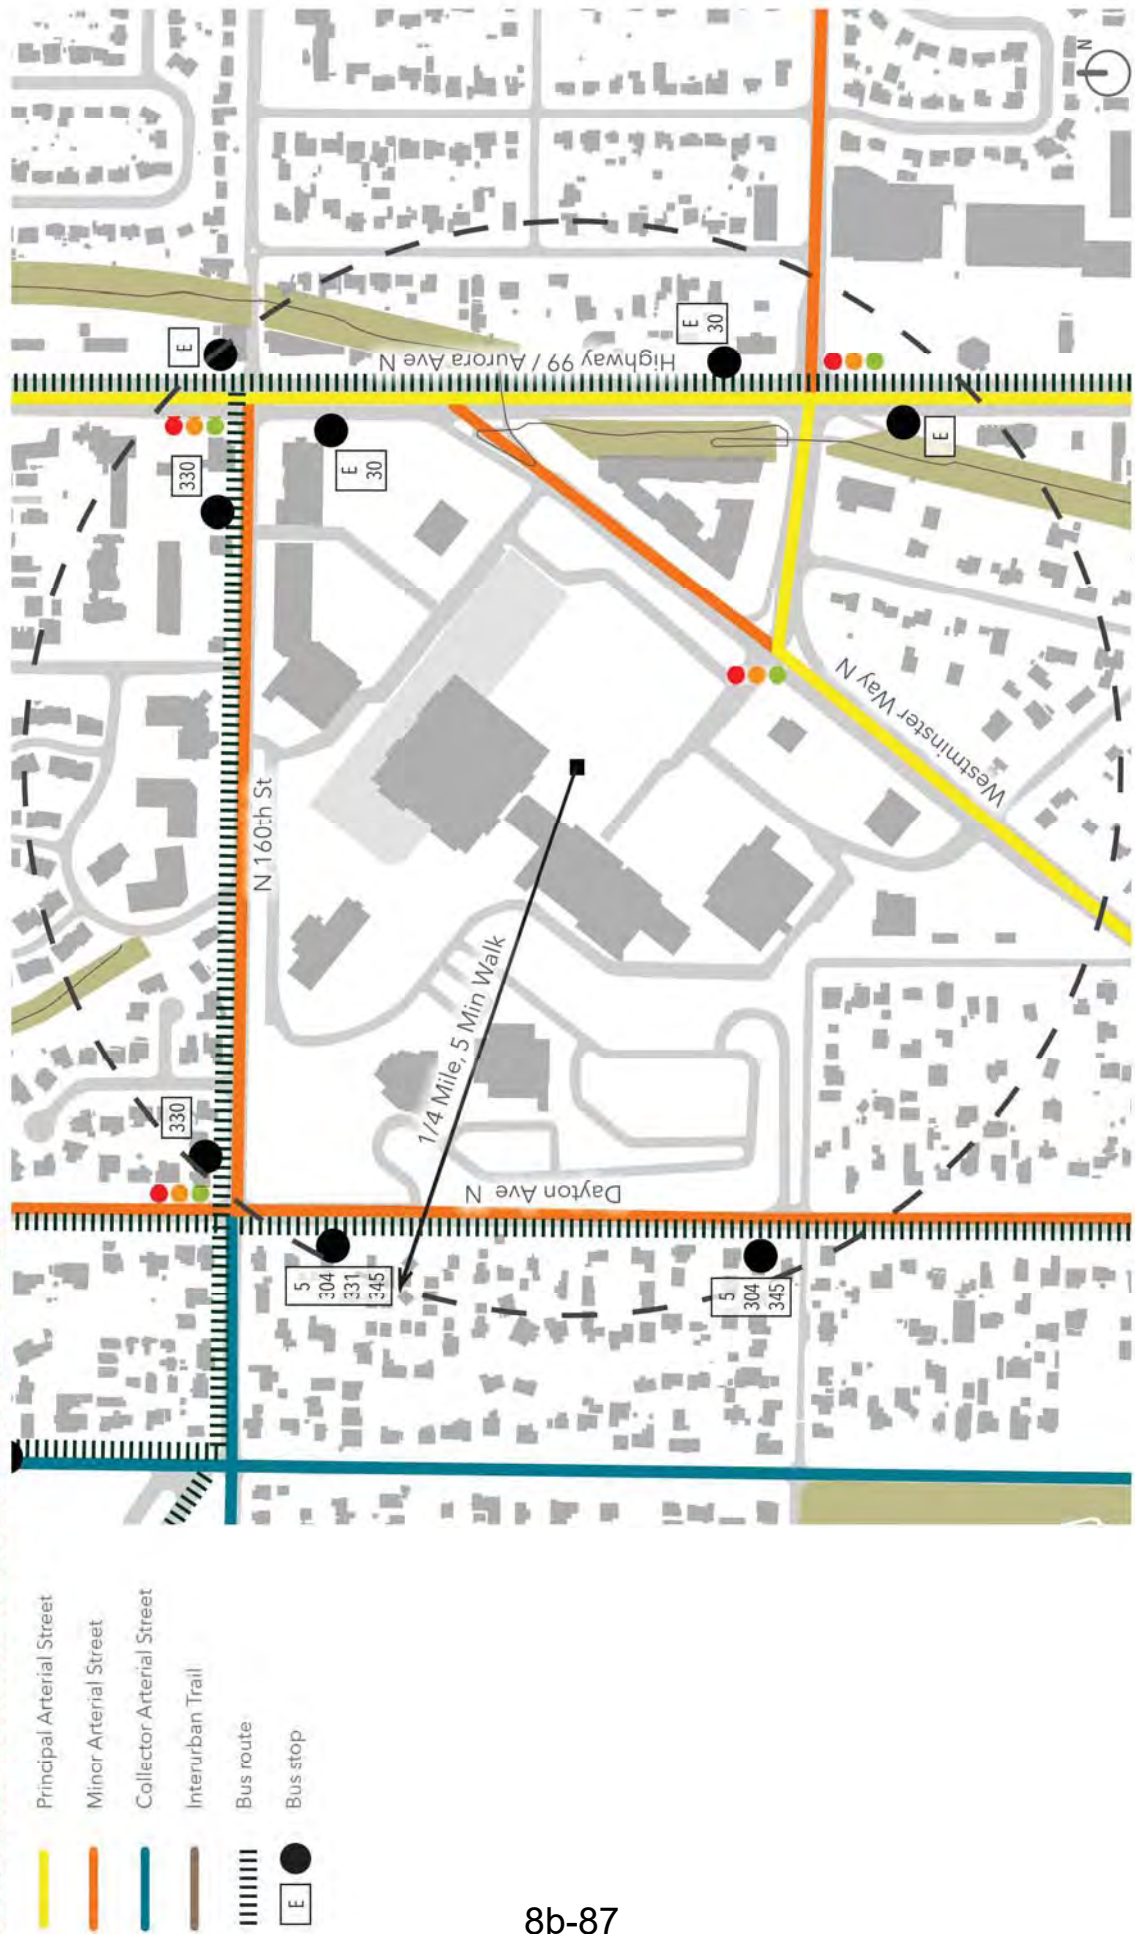 N
E
E
30
Highway 99 / Aurora Ave N
330
E
30
E
Westminster Way N
N 160th St
1/4 Mile, 5 Min Walk
330
Dayton Ave N
5
304
331
345
5
304
345
Principal Arterial Street
Minor Arterial Street
Collector Arterial Street
Interurban Trail
Bus route
E
Bus stop
8b-87